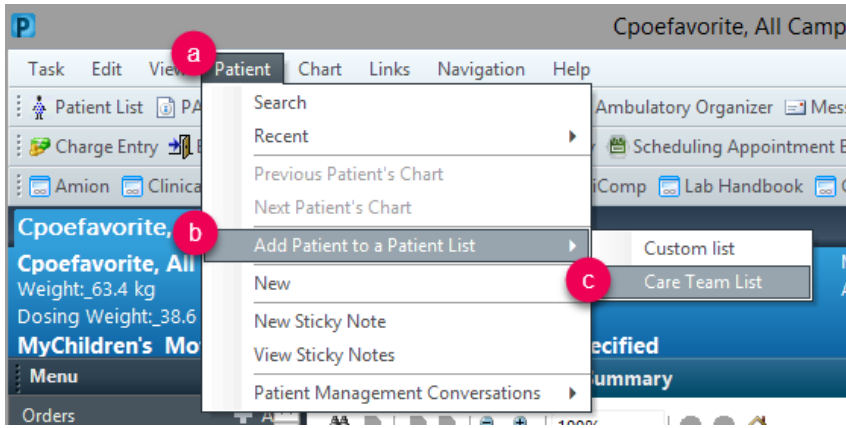 P
Cpoefavorite, All Camp
a
Task Edit View Patient Chart Links Navigation Help
Patient List PA Ambulatory Organizer Mes
Charge Entry Scheduling Appointment
Amion Clinica iComp Lab Handbook
Search
Recent
Previous Patient's Chart
Next Patient's Chart
b
Add Patient to a Patient List
Custom list
c
Care Team List
New
New Sticky Note
View Sticky Notes
Patient Management Conversations
Cpoefavorite,
Cpoefavorite, All
Weight:_63.4 kg
Dosing Weight:_38.6
MyChildren's Mo ecified
Menu ummary
Orders
100%